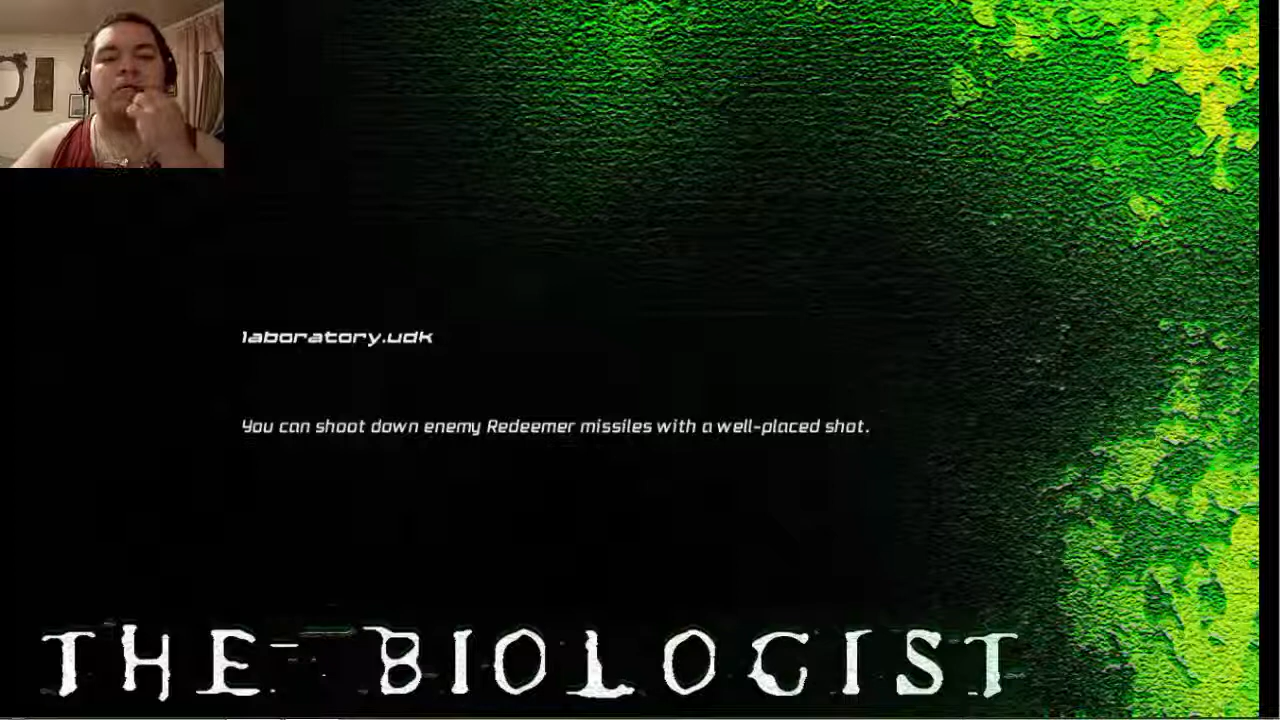 laboratory.udk
You can shoot down enemy Redeemer missiles with a well-placed shot.
THE BIOLOGIST